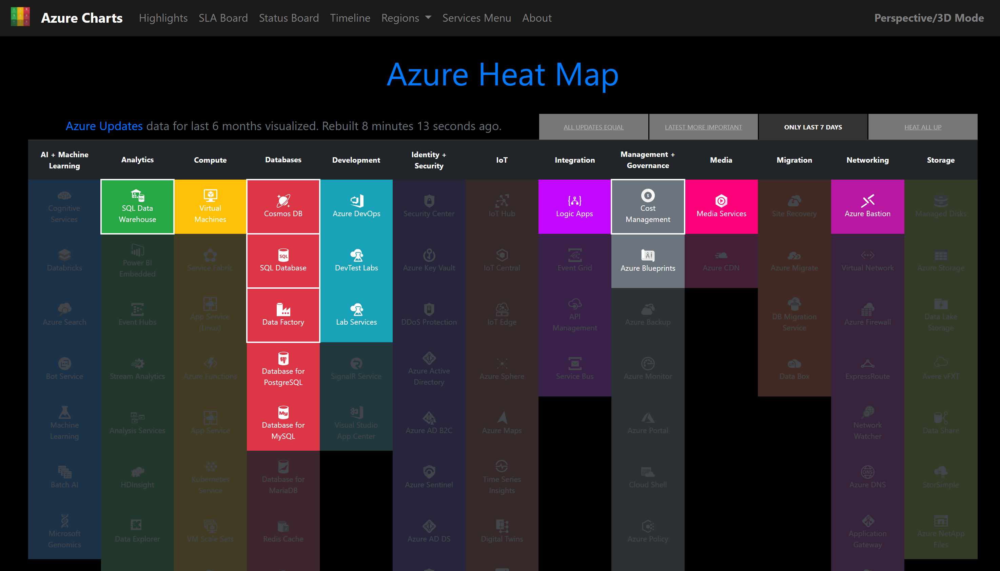 Azure Charts
Highlights
SLA Board
Status Board
Timeline
Regions
Services Menu
About
Perspective/3D Mode
Azure Heat Map
Azure Updates data for last 6 months visualized. Rebuilt 8 minutes 13 seconds ago.
ALL UPDATES EQUAL
LATEST MORE IMPORTANT
ONLY LAST 7 DAYS
HEAT ALL UP
AI + Machine
Learning
Analytics
Compute
Databases
Development
Identity +
Security
IoT
Integration
Management +
Governance
Media
Migration
Networking
Storage
Cognitive
Services
SQL
SQL Data
Warehouse
Virtual
Machines
Cosmos DB
Azure DevOps
Security Center
IoT Hub
Logic Apps
$
Cost
Management
Media Services
Site Recovery
Azure Bastion
Managed Disks
Databricks
Power BI
Embedded
Service Fabric
SQL
SQL Database
DevTest Labs
Azure Key Vault
IoT Central
Event Grid
Azure Blueprints
Azure CDN
Azure Migrate
Virtual Network
Azure Storage
Azure Search
Event Hubs
App Service
(Linux)
Data Factory
Lab Services
DDoS Protection
IoT Edge
API
Management
Azure Backup
DB Migration
Service
Azure Firewall
Data Lake
Storage
Bot Service
Stream Analytics
Azure Functions
Database for
PostgreSQL
SignalR Service
Azure Active
Directory
Azure Sphere
Service Bus
Azure Monitor
Data Box
ExpressRoute
Avere vFXT
Machine
Learning
Analysis Services
App Service
My
Database for
MySQL
Visual Studio
App Center
Azure AD B2C
Azure Maps
Azure Portal
Network
Watcher
Data Share
Batch AI
HDInsight
Kubernetes
Service
Database for
MariaDB
Azure Sentinel
Time Series
Insights
Cloud Shell
DNS
Azure DNS
StorSimple
Microsoft
Genomics
Data Explorer
VM Scale Sets
Redis Cache
Azure AD DS
Digital Twins
Azure Policy
Application
Gateway
Azure NetApp
Files